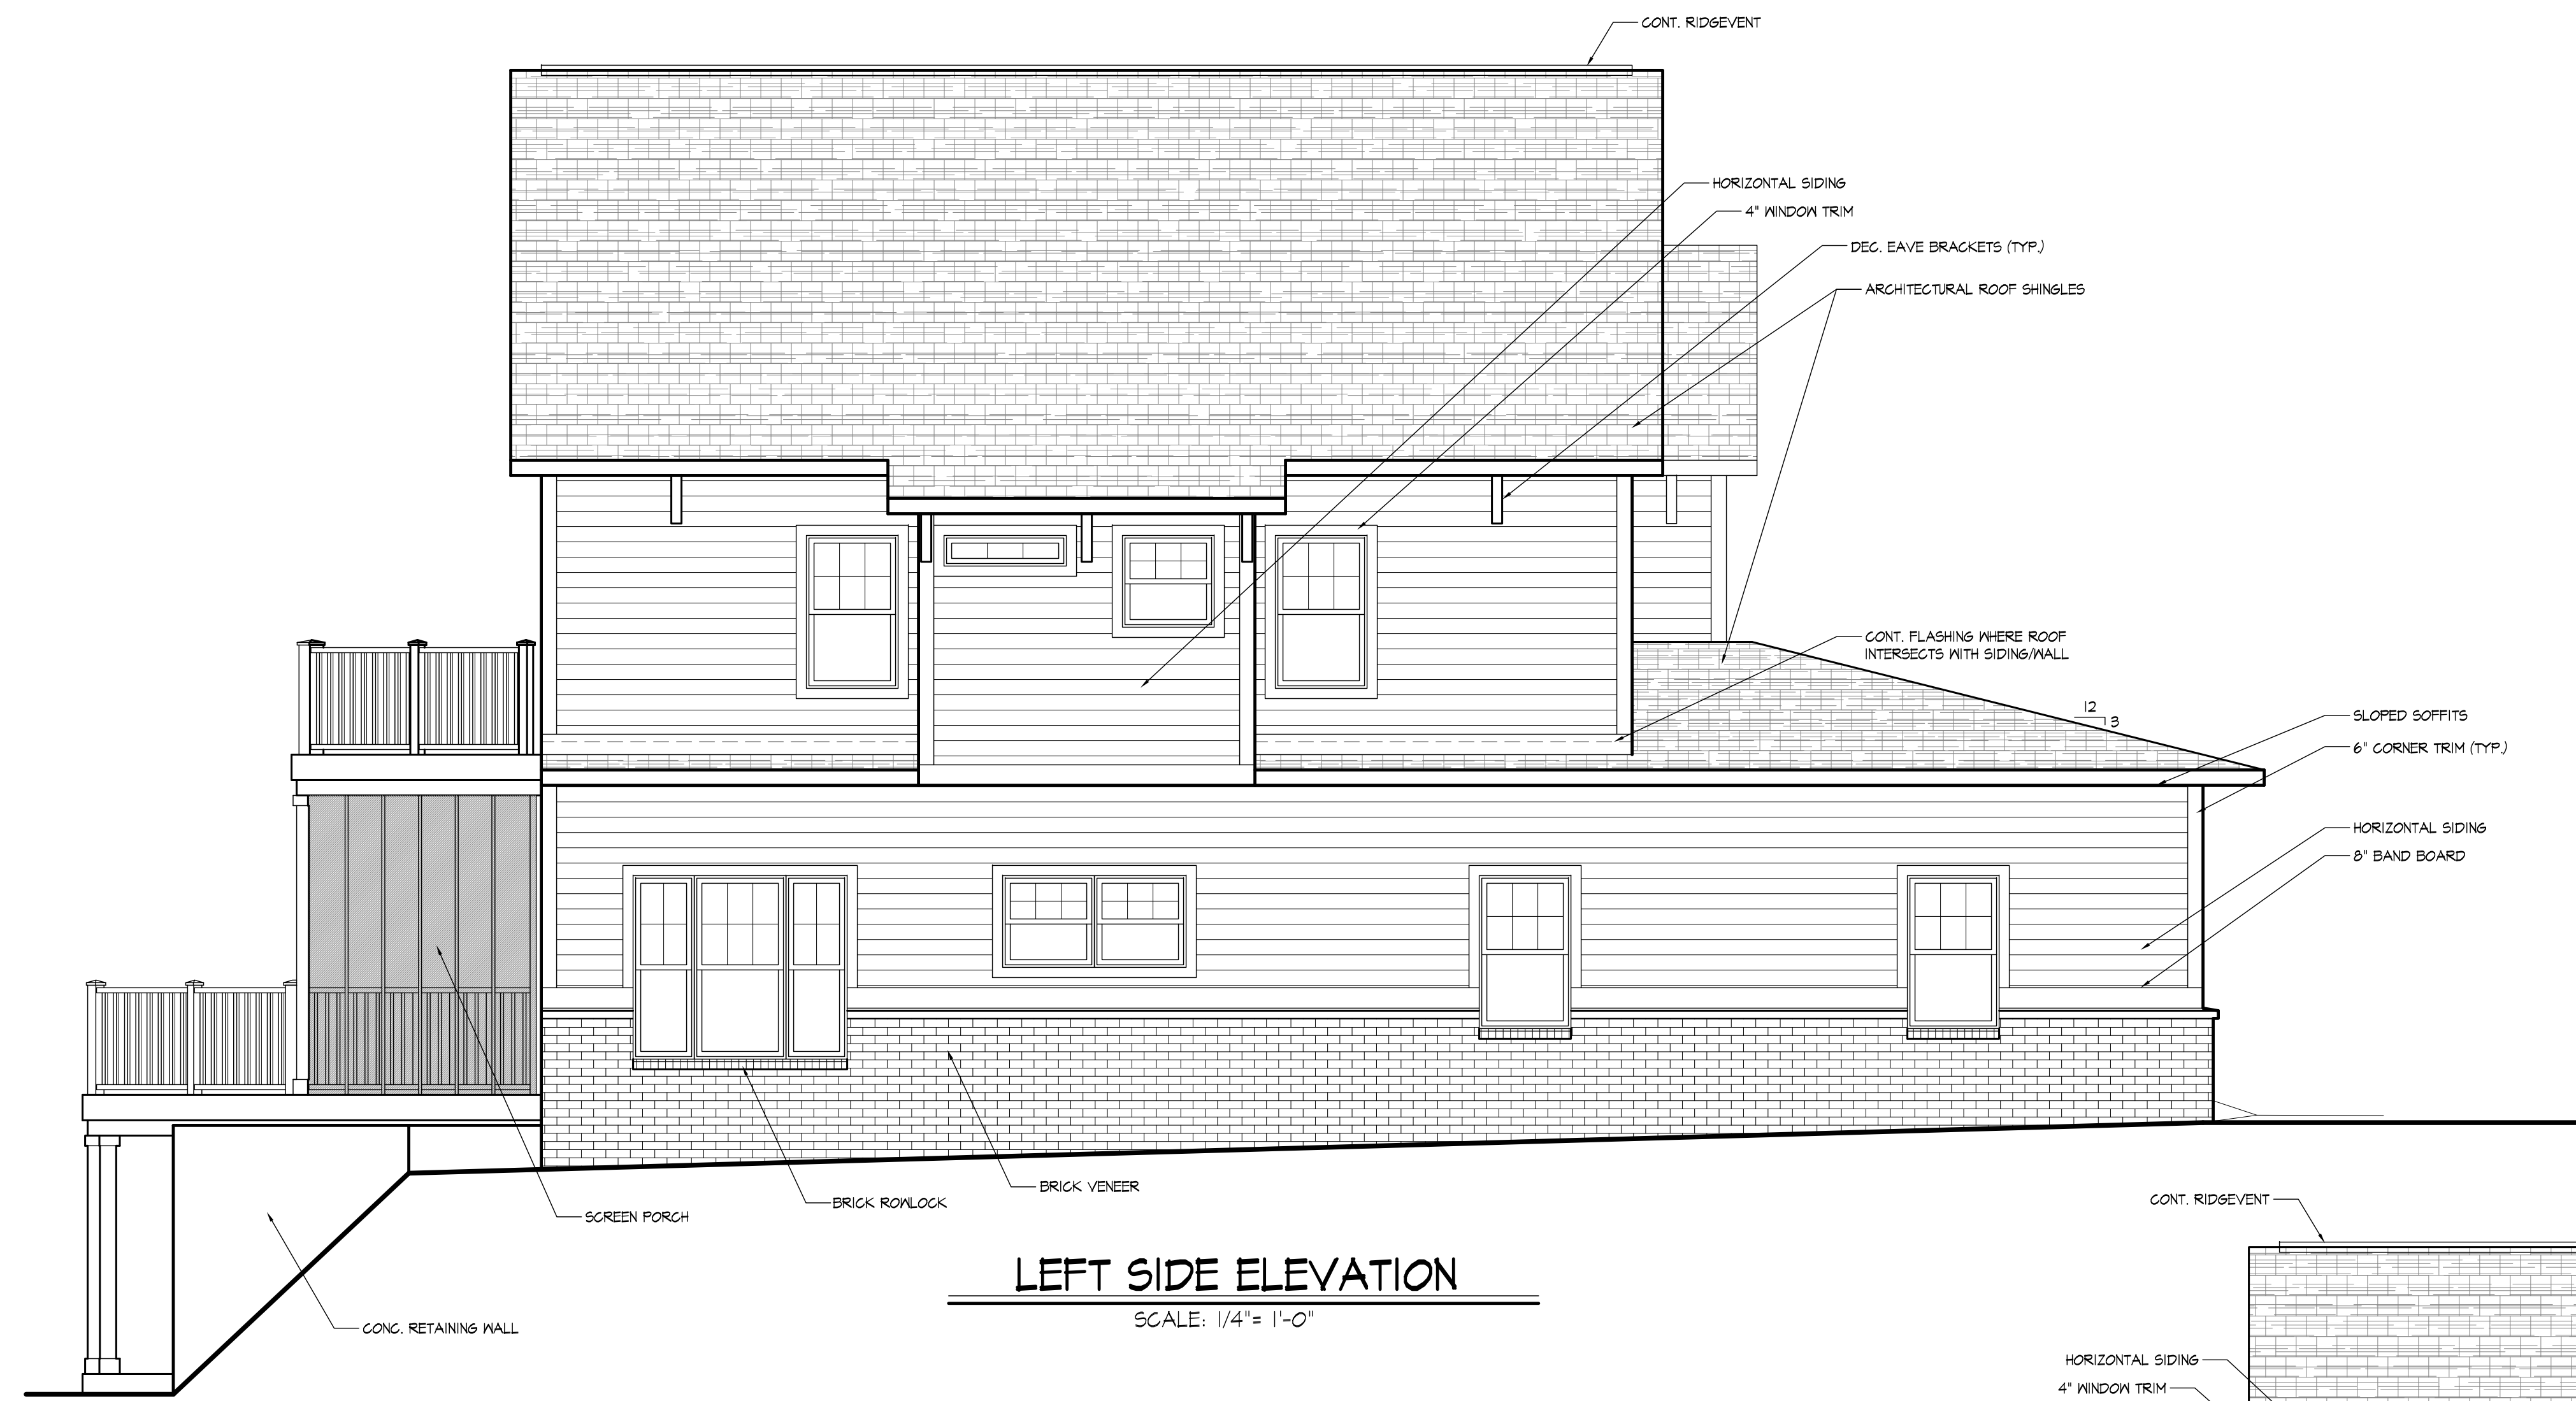 CONT. RIDGEVENT
HORIZONTAL SIDING
4" WINDOW TRIM
DEC. EAVE BRACKETS (TYP.)
ARCHITECTURAL ROOF SHINGLES
CONT. FLASHING WHERE ROOF
INTERSECTS WITH SIDING/WALL
12
3
SLOPED SOFFITS
6" CORNER TRIM (TYP.)
HORIZONTAL SIDING
8" BAND BOARD
BRICK VENEER
BRICK ROWLOCK
SCREEN PORCH
CONC. RETAINING WALL
LEFT SIDE ELEVATION
SCALE: 1/4"= 1'-0"
CONT. RIDGEVENT
HORIZONTAL SIDING
4" WINDOW TRIM